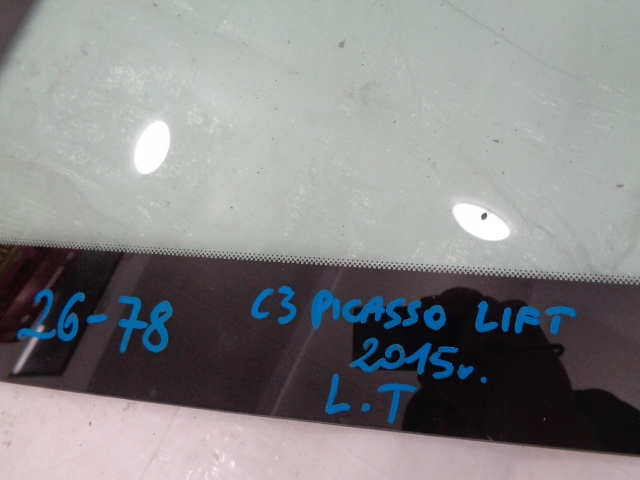 26-78
C3 PICASSO LIFT
2015r.
L.T